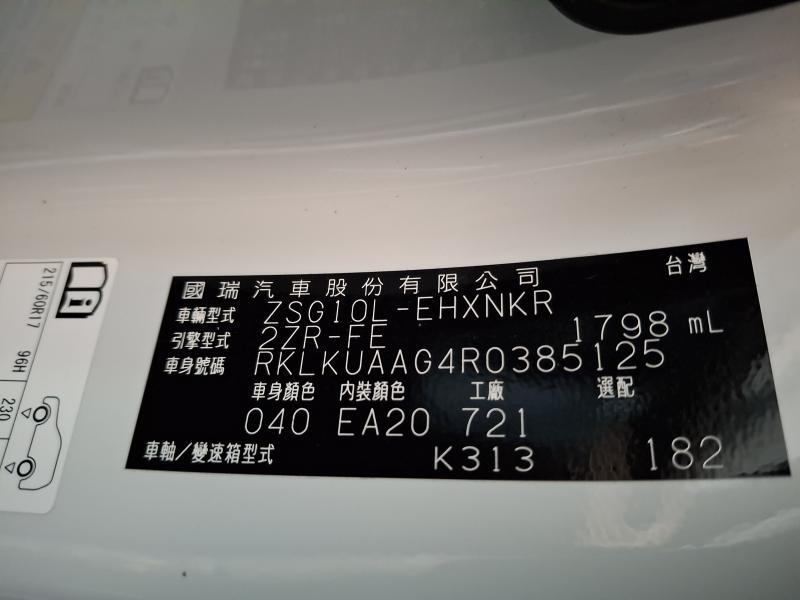 國瑞汽車股份有限公司 台灣
車輛型式 ZSG10L-EHXNKR
引擎型式 2ZR-FE 1798 mL
車身號碼 RKLKUAAG4R0385125
車身顏色 內裝顏色 工廠 選配
040 EA20 721
車軸/變速箱型式 K313 182
215/60R17 96H 230